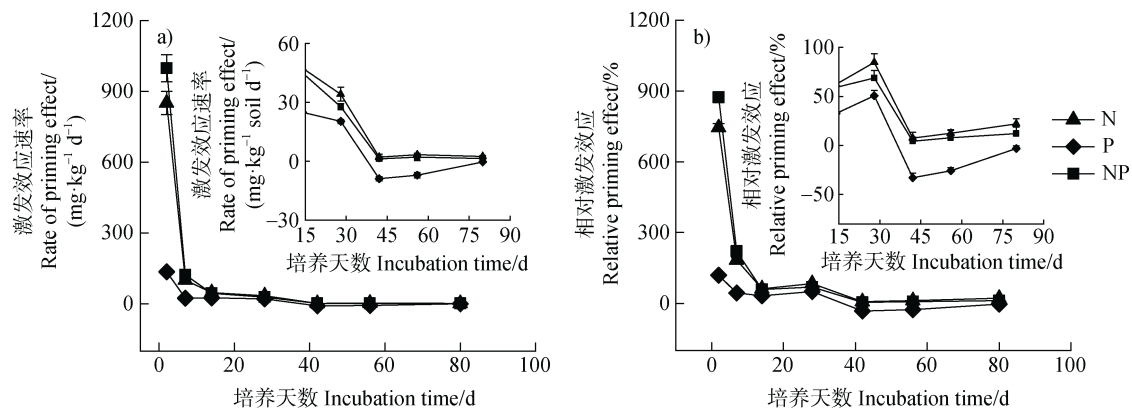 a)
激发效应速率
Rate of priming effect/
(mg·kg⁻¹ d⁻¹)
1200
900
600
300
0
0 20 40 60 80 100
培养天数 Incubation time/d
激发效应速率
Rate of priming effect/
(mg·kg⁻¹ soil d⁻¹)
60
30
0
–30
15 30 45 60 75 90
培养天数 Incubation time/d
b)
相对激发效应
Relative priming effect/%
1200
900
600
300
0
0 20 40 60 80 100
培养天数 Incubation time/d
相对激发效应
Relative priming effect/%
100
50
0
–50
15 30 45 60 75 90
培养天数 Incubation time/d
N
P
NP